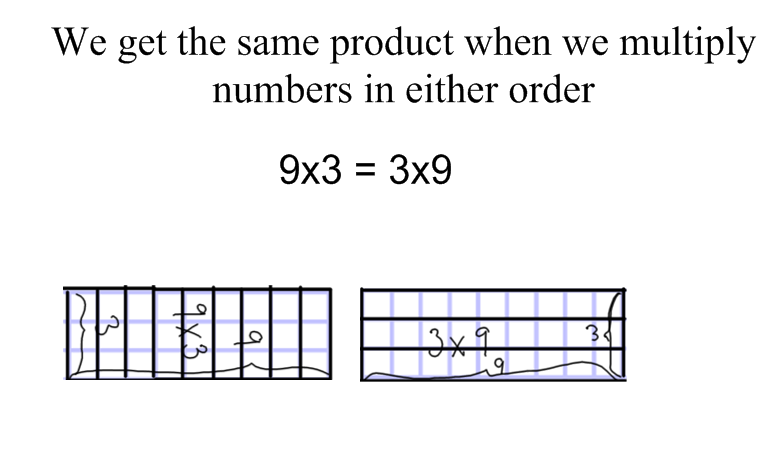 We get the same product when we multiply
numbers in either order
9x3 = 3x9
3
9x3
9
3x9
3
9